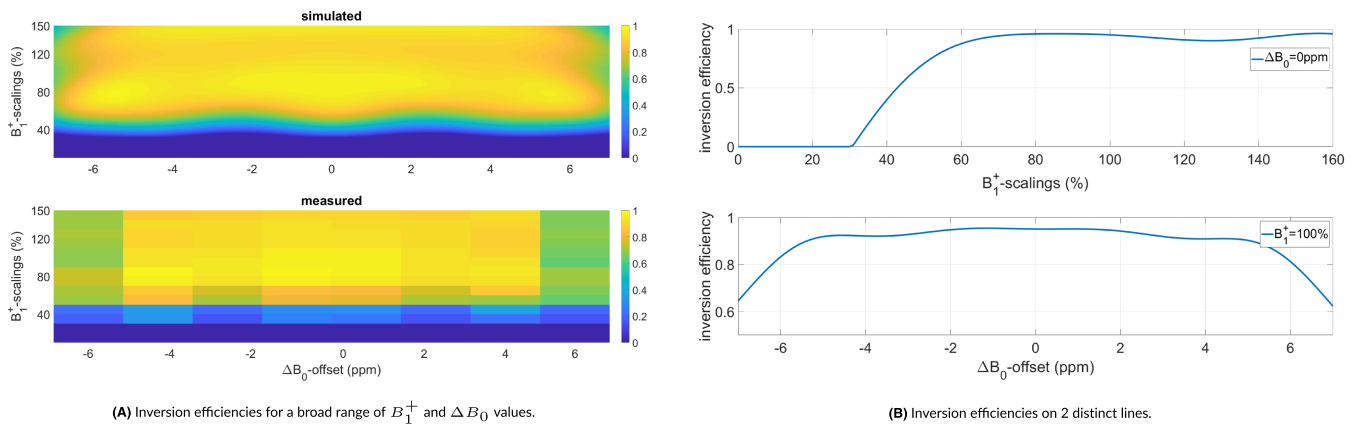 simulated
150
120
80
40
B₁⁺-scalings (%)
-6 -4 -2 0 2 4 6
1
0.8
0.6
0.4
0.2
0
measured
150
120
80
40
B₁⁺-scalings (%)
-6 -4 -2 0 2 4 6
ΔB₀-offset (ppm)
1
0.8
0.6
0.4
0.2
0
(A) Inversion efficiencies for a broad range of B₁⁺ and ΔB₀ values.
1
0.5
0
inversion efficiency
ΔB₀=0ppm
0 20 40 60 80 100 120 140 160
B₁⁺-scalings (%)
1
0.8
0.6
inversion efficiency
B₁⁺=100%
-6 -4 -2 0 2 4 6
ΔB₀-offset (ppm)
(B) Inversion efficiencies on 2 distinct lines.